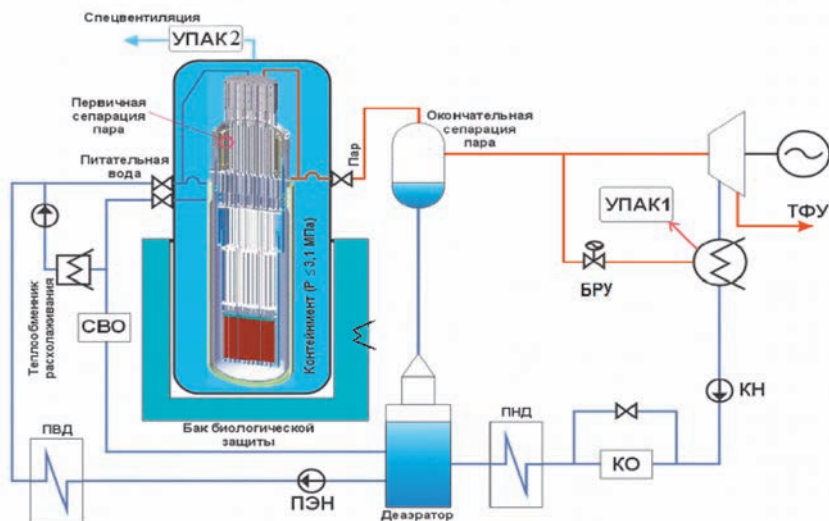 Спецвентиляция
УПАК2
Первичная
сепарация
пара
Питательная
вода
Окончательная
сепарация
пара
Пар
УПАК1
ТФУ
БРУ
Теплообменник
расхолаживания
СВО
Контейнмент (Р ≤ 3,1 МПа)
КН
Бак биологической
защиты
ПВД
ПНД
КО
ПЭН
Деаэратор